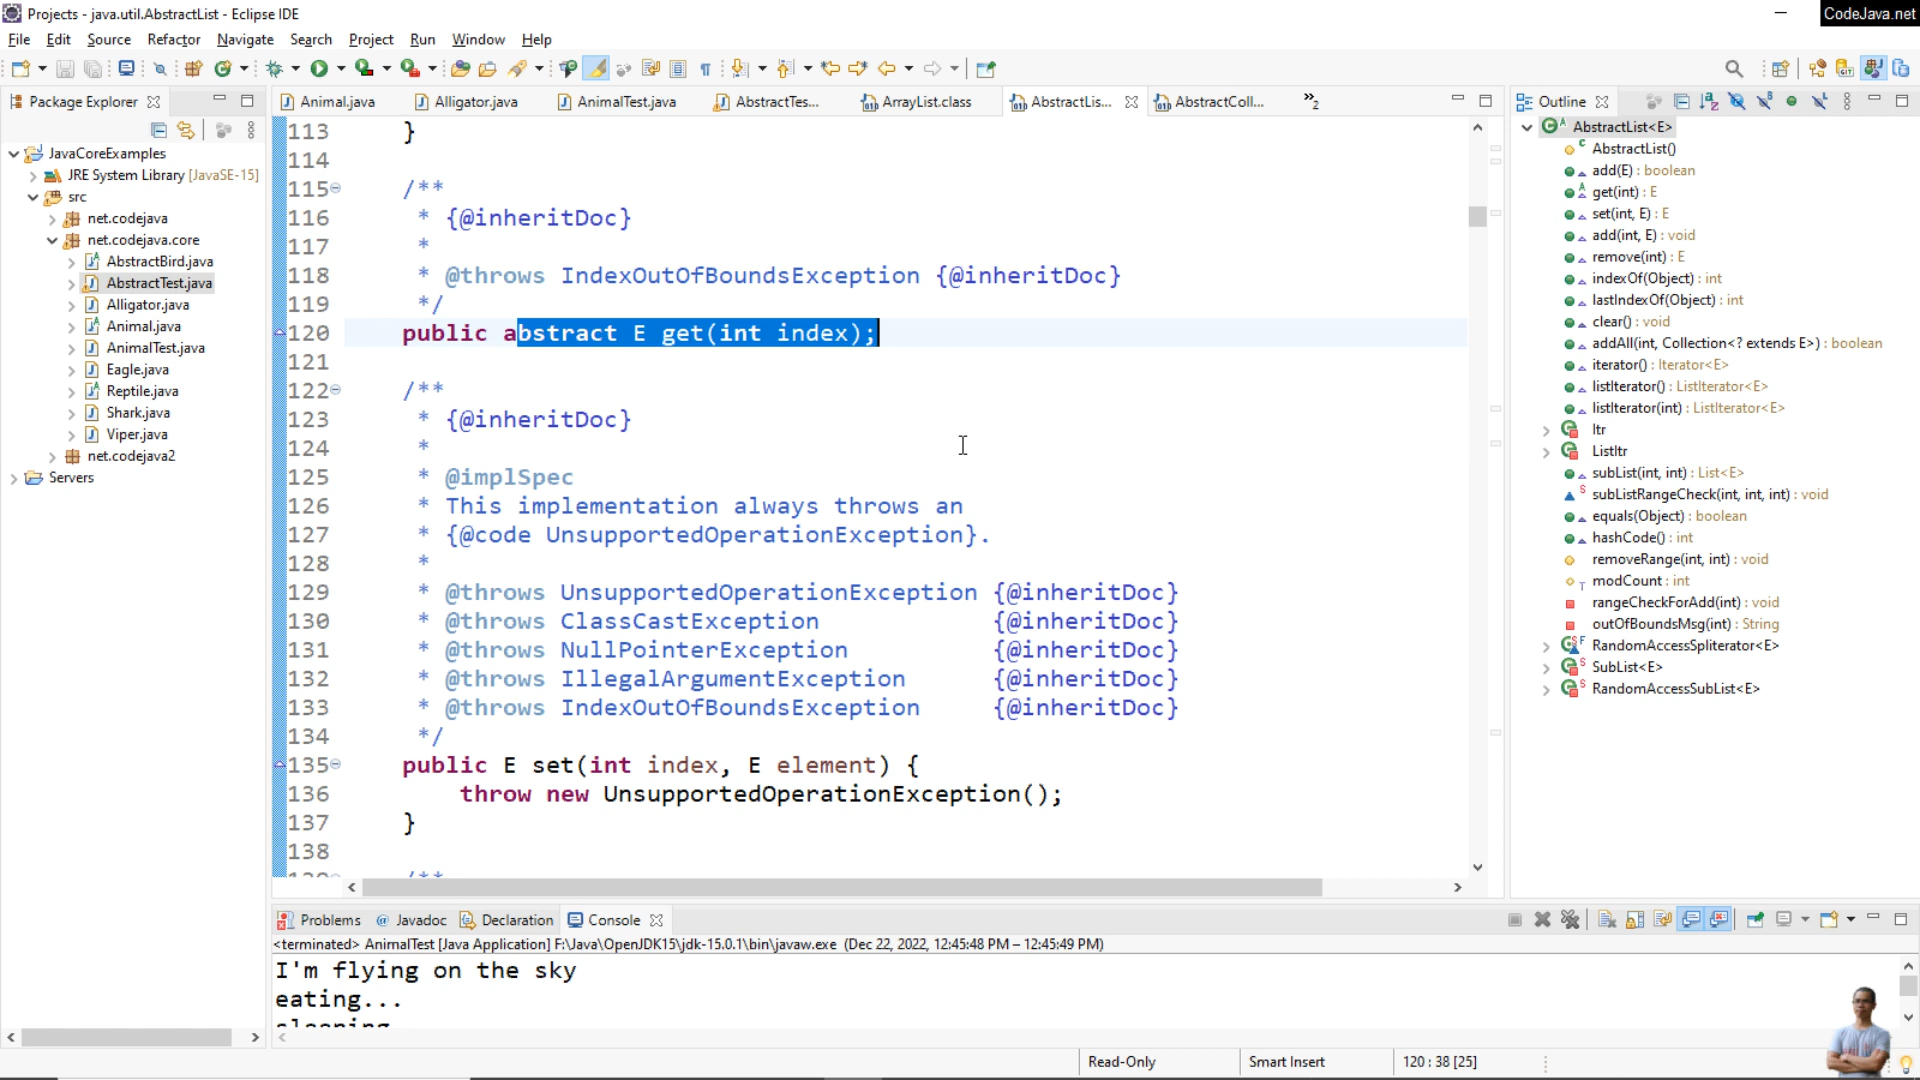 Projects - java.util.AbstractList - Eclipse IDE
CodeJava.net
File Edit Source Refactor Navigate Search Project Run Window Help
Package Explorer
JavaCoreExamples
JRE System Library [JavaSE-15]
src
net.codejava
net.codejava.core
AbstractBird.java
AbstractTest.java
Alligator.java
Animal.java
AnimalTest.java
Eagle.java
Reptile.java
Shark.java
Viper.java
net.codejava2
Servers
Animal.java Alligator.java AnimalTest.java AbstractTes... ArrayList.class AbstractLis... AbstractColl... »2
113 }
114
115 /**
116 * {@inheritDoc}
117 *
118 * @throws IndexOutOfBoundsException {@inheritDoc}
119 */
120 public abstract E get(int index);
121
122 /**
123 * {@inheritDoc}
124 *
125 * @implSpec
126 * This implementation always throws an
127 * {@code UnsupportedOperationException}.
128 *
129 * @throws UnsupportedOperationException {@inheritDoc}
130 * @throws ClassCastException {@inheritDoc}
131 * @throws NullPointerException {@inheritDoc}
132 * @throws IllegalArgumentException {@inheritDoc}
133 * @throws IndexOutOfBoundsException {@inheritDoc}
134 */
135 public E set(int index, E element) {
136 throw new UnsupportedOperationException();
137 }
138
Outline
AbstractList<E>
AbstractList()
add(E) : boolean
get(int) : E
set(int, E) : E
add(int, E) : void
remove(int) : E
indexOf(Object) : int
lastIndexOf(Object) : int
clear() : void
addAll(int, Collection<? extends E>) : boolean
iterator() : Iterator<E>
listIterator() : ListIterator<E>
listIterator(int) : ListIterator<E>
Itr
ListItr
subList(int, int) : List<E>
subListRangeCheck(int, int, int) : void
equals(Object) : boolean
hashCode() : int
removeRange(int, int) : void
modCount : int
rangeCheckForAdd(int) : void
outOfBoundsMsg(int) : String
RandomAccessSpliterator<E>
SubList<E>
RandomAccessSubList<E>
Problems Javadoc Declaration Console
<terminated> AnimalTest [Java Application] F:\Java\OpenJDK15\jdk-15.0.1\bin\javaw.exe (Dec 22, 2022, 12:45:48 PM – 12:45:49 PM)
I'm flying on the sky
eating...
Read-Only Smart Insert 120 : 38 [25]